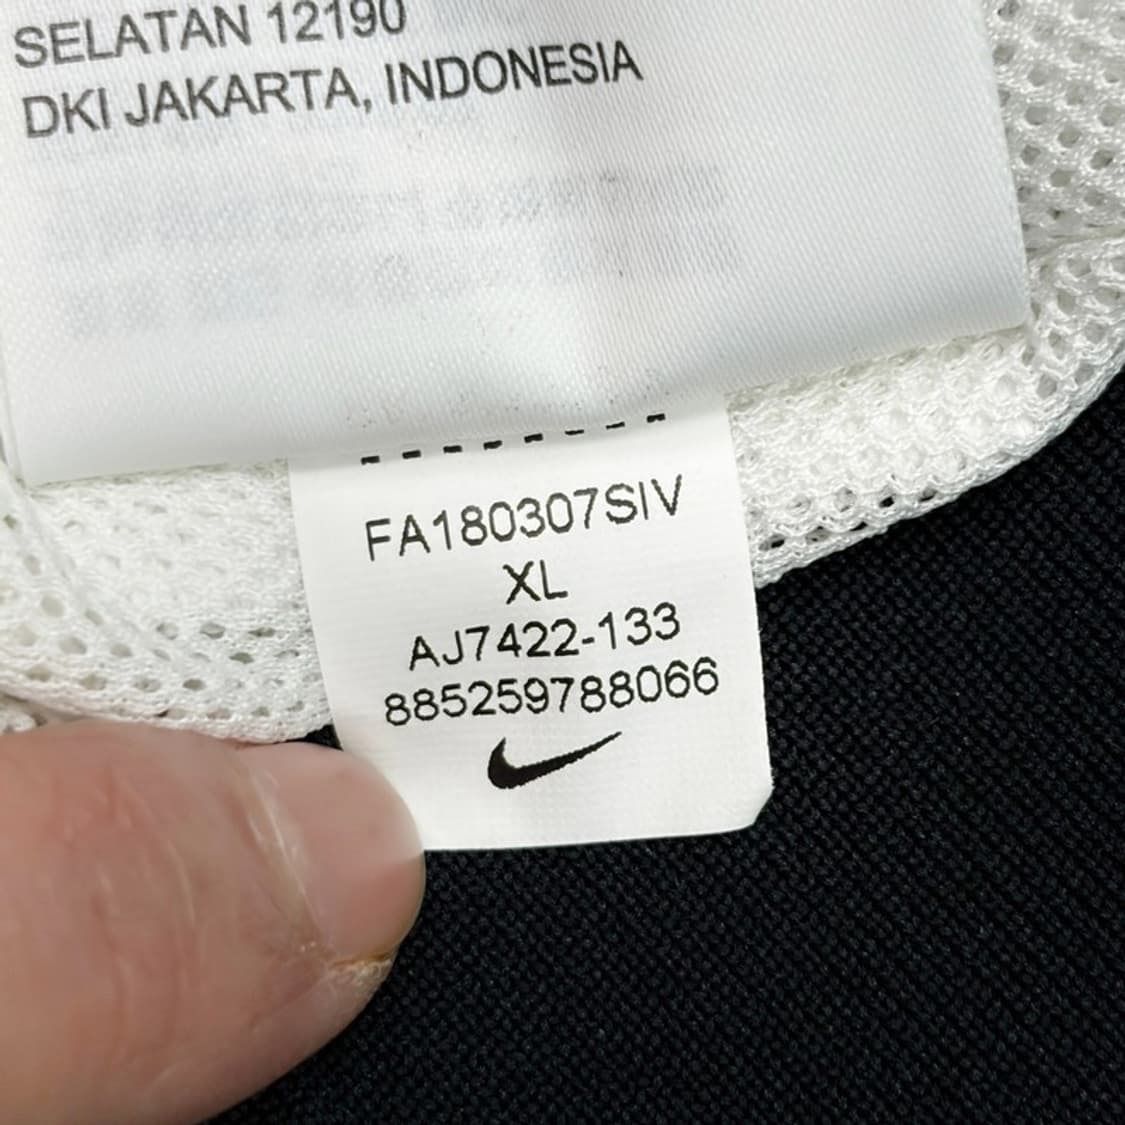 SELATAN 12190
DKI JAKARTA, INDONESIA
FA180307SIV
XL
AJ7422-133
885259788066